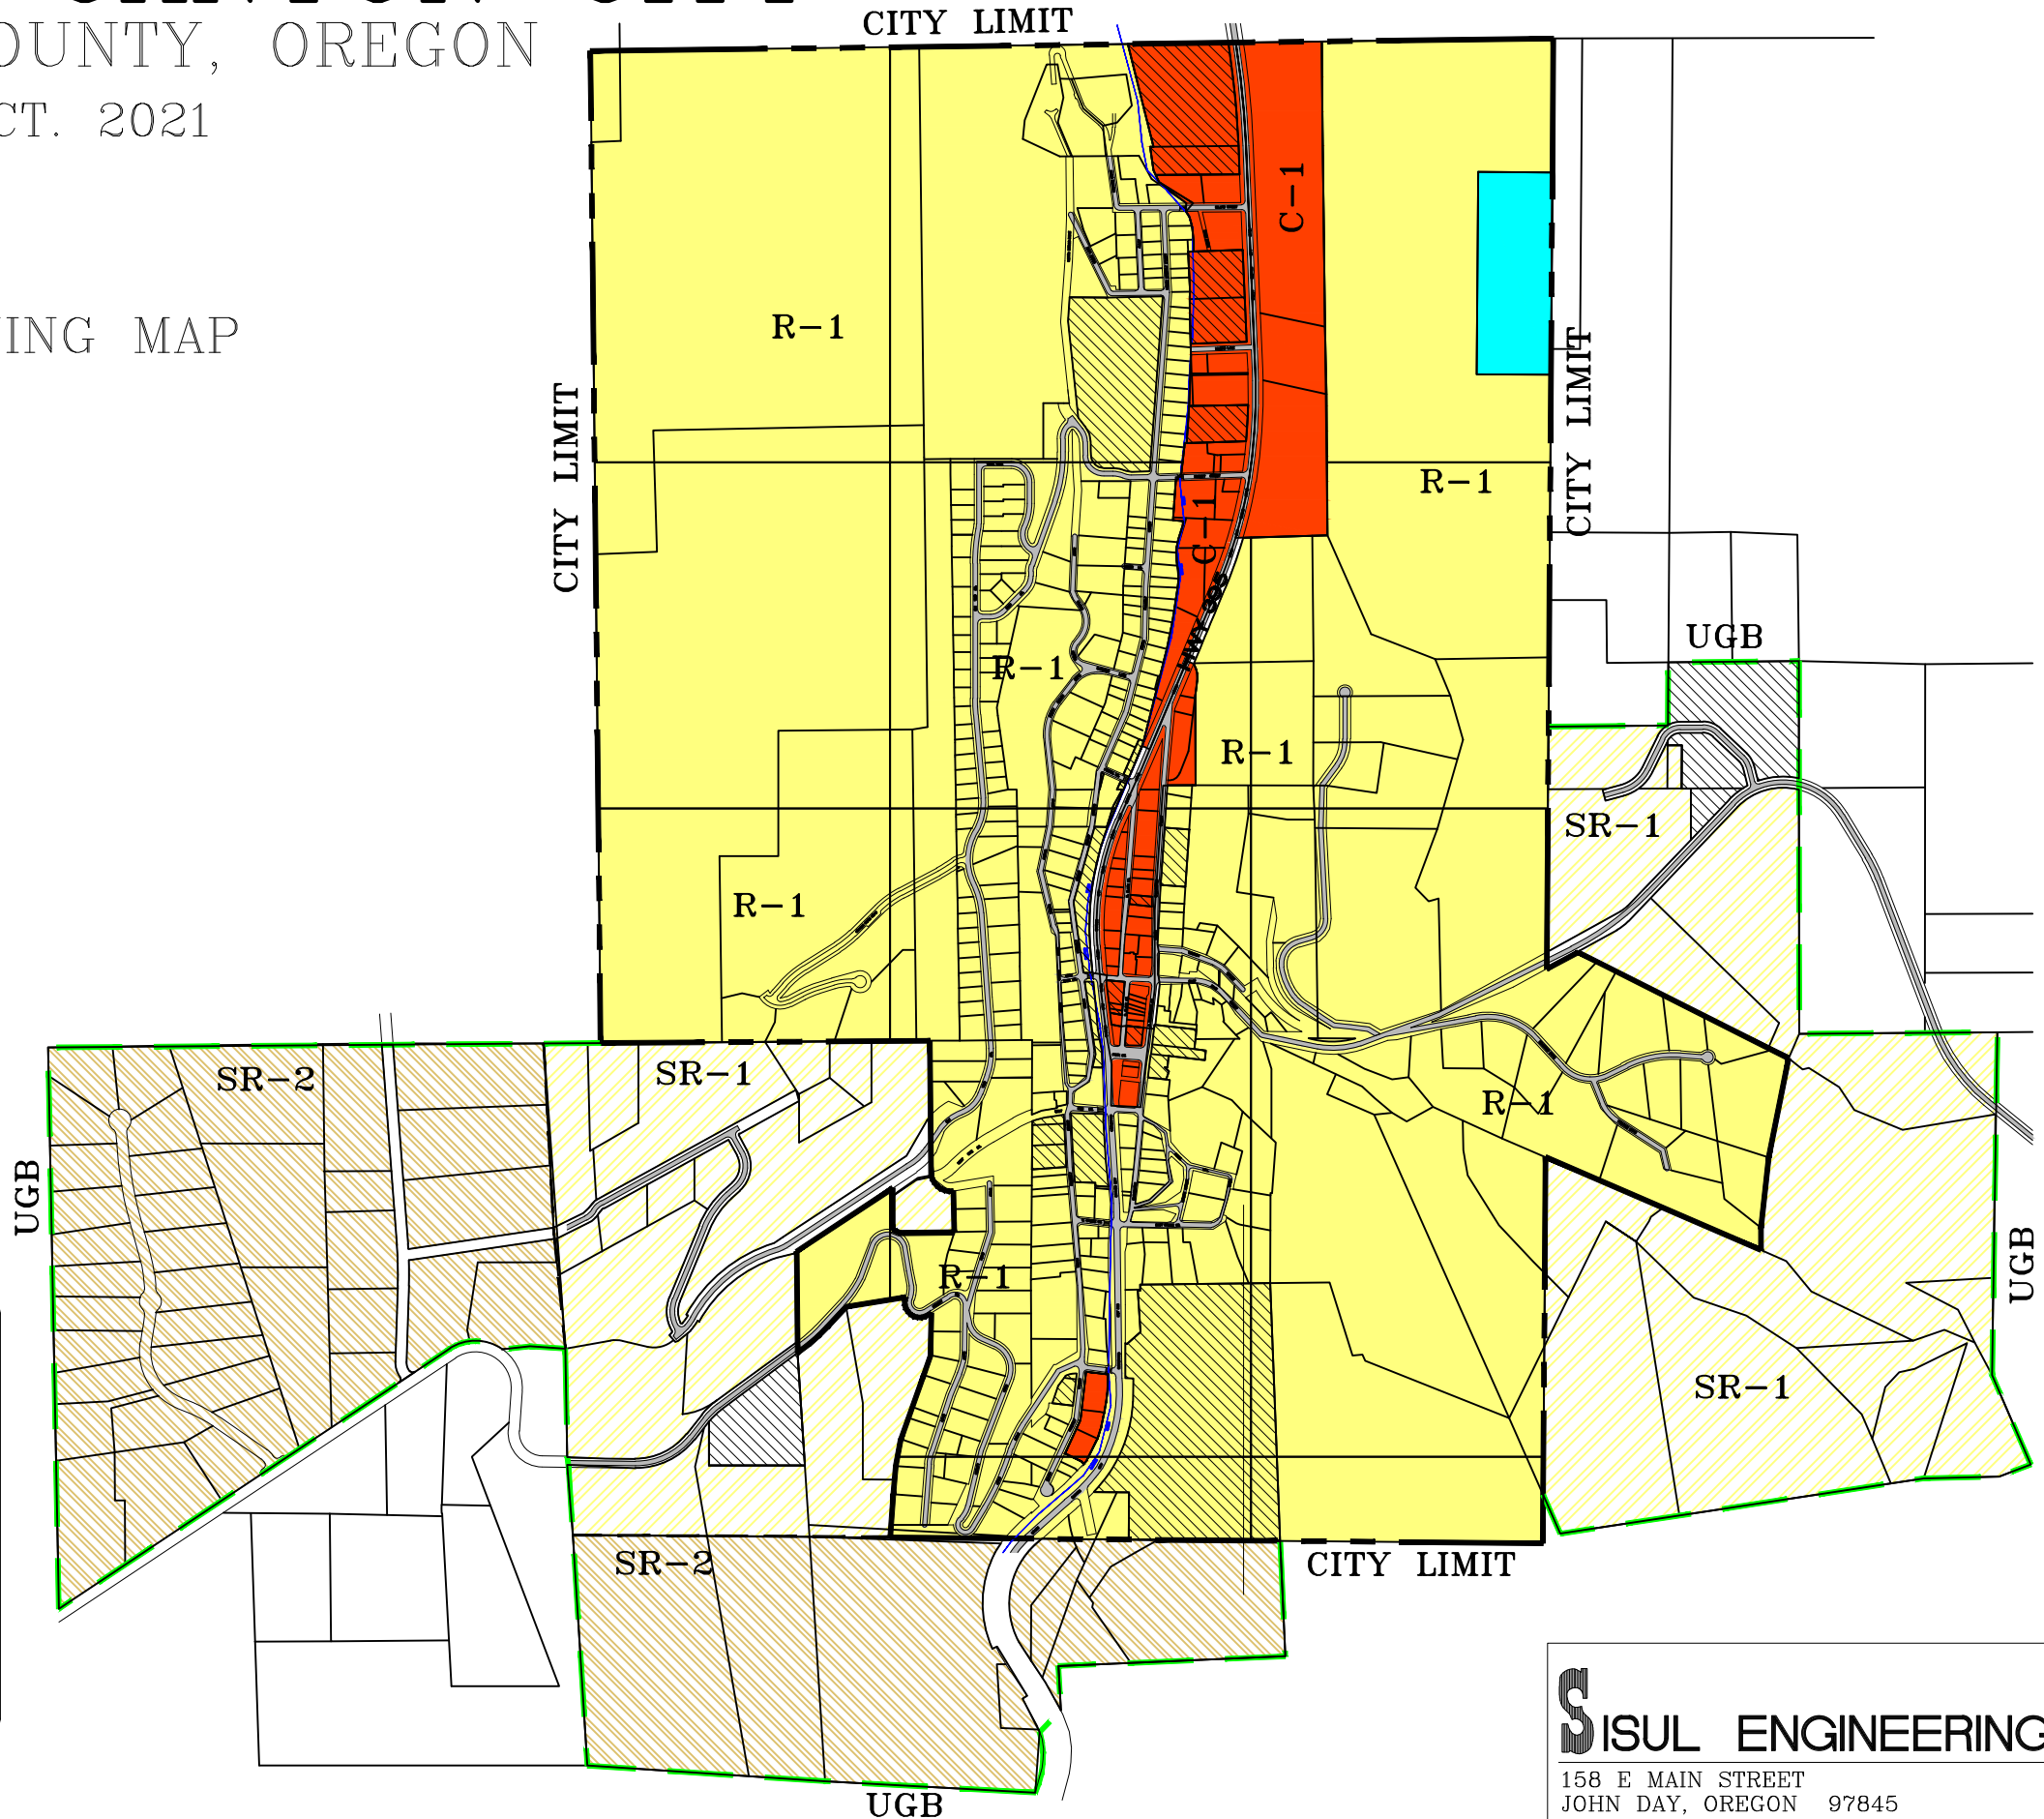 CANYON CITY
OUNTY, OREGON
CT. 2021
ING MAP
CITY LIMIT
CITY LIMIT
CITY LIMIT
CITY LIMIT
R-1
C-1
R-1
C-1
HWY 395
R-1
R-1
R-1
UGB
SR-1
SR-2
SR-1
R-1
UGB
R-1
UGB
SR-1
SR-2
UGB
SISUL ENGINEERING
158 E MAIN STREET
JOHN DAY, OREGON 97845